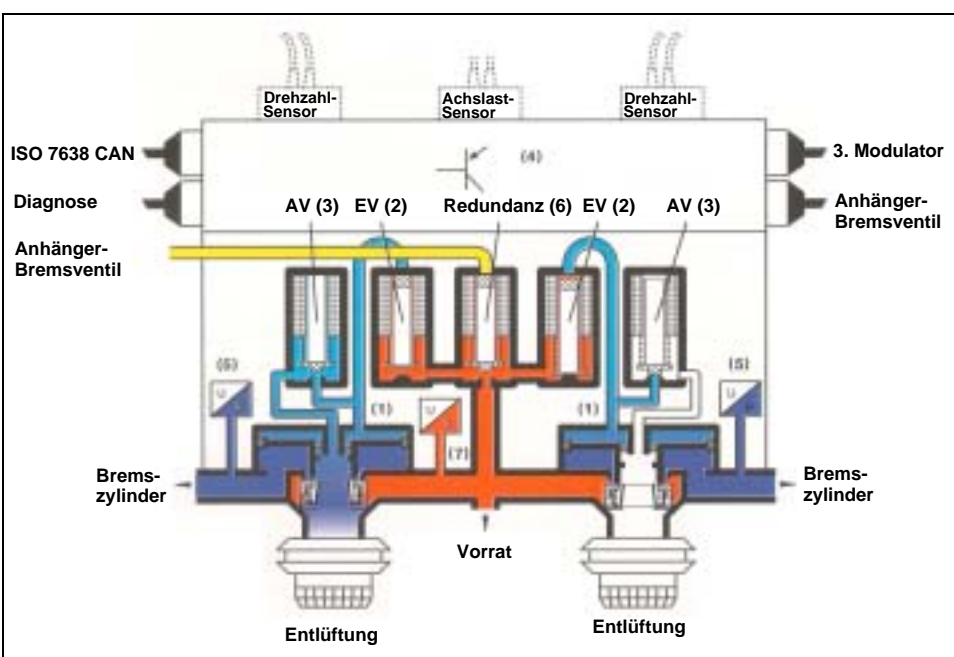 Drehzahl-
Sensor
Achslast-
Sensor
Drehzahl-
Sensor
ISO 7638 CAN
(4)
3. Modulator
Diagnose
AV (3)
EV (2)
Redundanz (6)
EV (2)
AV (3)
Anhänger-
Bremsventil
Anhänger-
Bremsventil
(5)
(5)
U
U
U
(1)
(1)
(7)
Brems-
zylinder
Brems-
zylinder
Vorrat
Entlüftung
Entlüftung